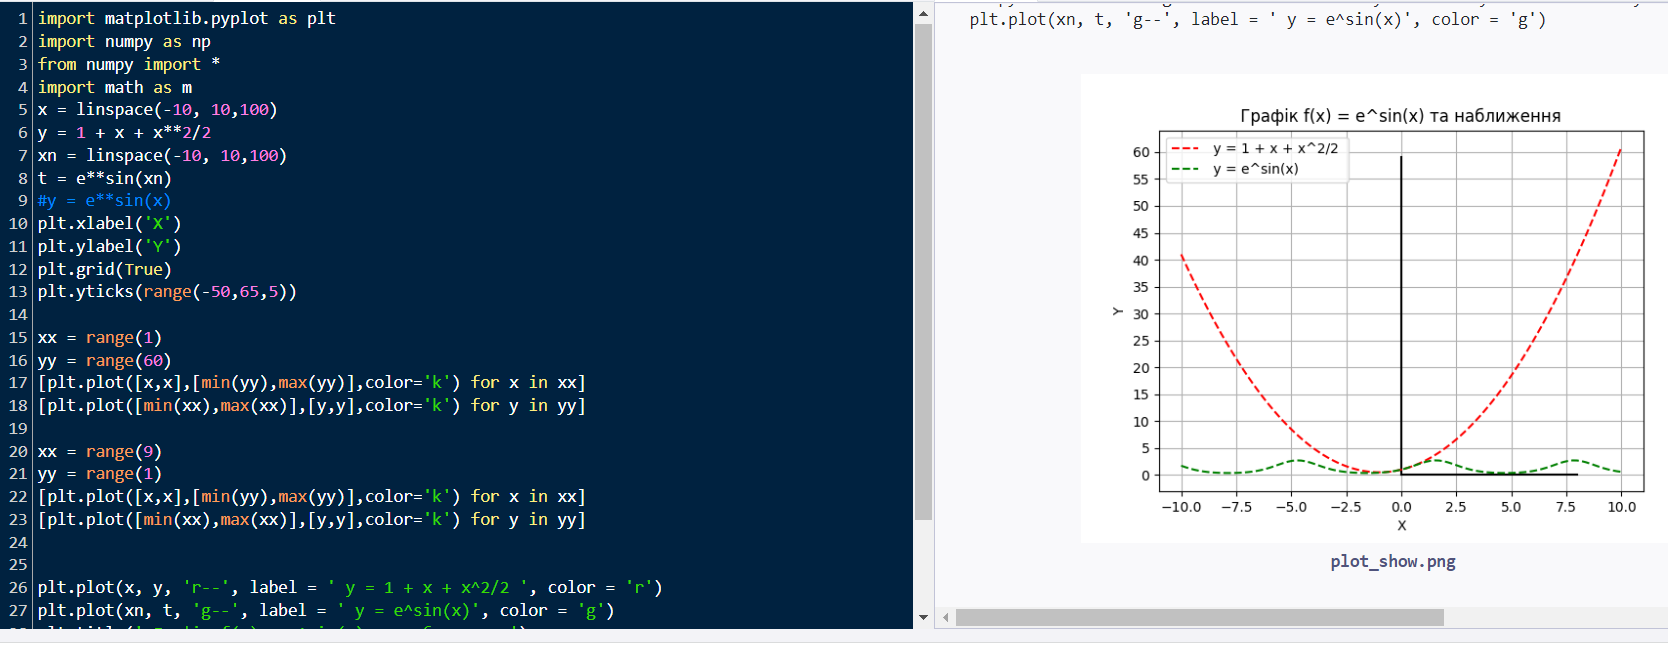 1 import matplotlib.pyplot as plt
2 import numpy as np
3 from numpy import *
4 import math as m
5 x = linspace(-10, 10,100)
6 y = 1 + x + x**2/2
7 xn = linspace(-10, 10,100)
8 t = e**sin(xn)
9 #y = e**sin(x)
10 plt.xlabel('X')
11 plt.ylabel('Y')
12 plt.grid(True)
13 plt.yticks(range(-50,65,5))
14
15 xx = range(1)
16 yy = range(60)
17 [plt.plot([x,x],[min(yy),max(yy)],color='k') for x in xx]
18 [plt.plot([min(xx),max(xx)],[y,y],color='k') for y in yy]
19
20 xx = range(9)
21 yy = range(1)
22 [plt.plot([x,x],[min(yy),max(yy)],color='k') for x in xx]
23 [plt.plot([min(xx),max(xx)],[y,y],color='k') for y in yy]
24
25
26 plt.plot(x, y, 'r--', label = ' y = 1 + x + x^2/2 ', color = 'r')
27 plt.plot(xn, t, 'g--', label = ' y = e^sin(x)', color = 'g')
plt.plot(xn, t, 'g--', label = ' y = e^sin(x)', color = 'g')
Графік f(x) = e^sin(x) та наближення
y = 1 + x + x^2/2
y = e^sin(x)
60
55
50
45
40
35
30
25
20
15
10
5
0
Y
−10.0 −7.5 −5.0 −2.5 0.0 2.5 5.0 7.5 10.0
X
plot_show.png